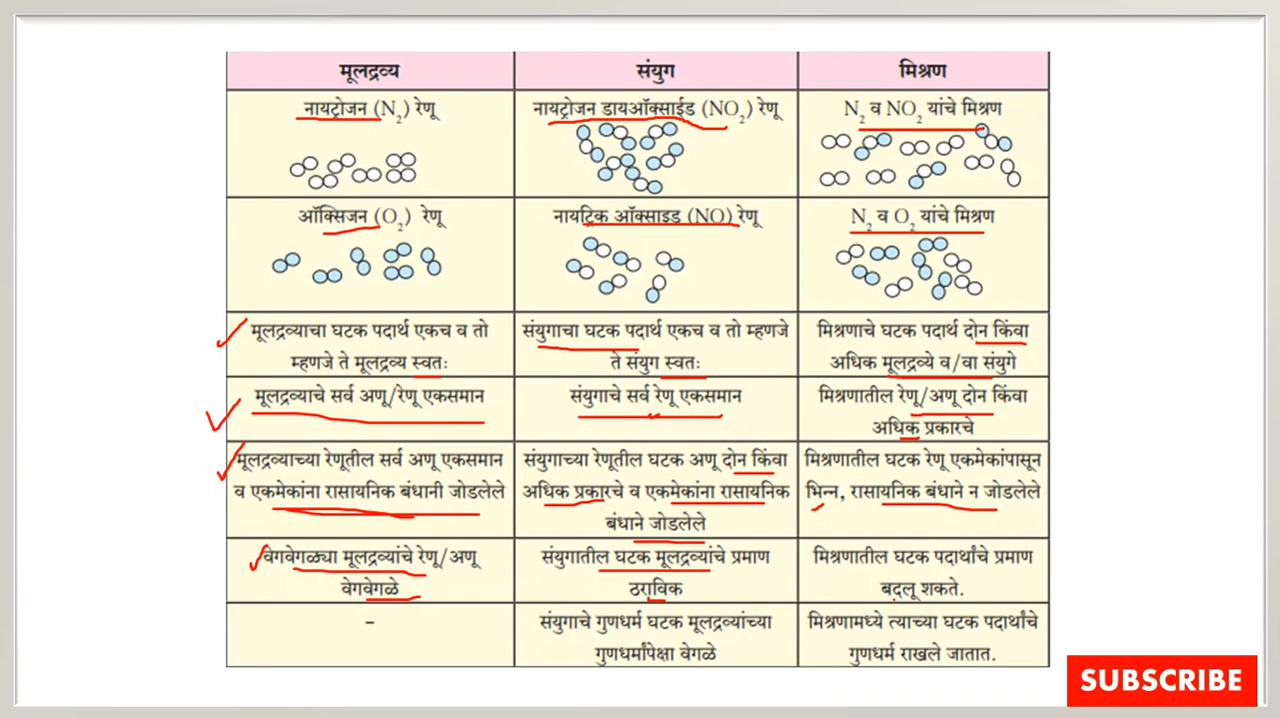 मूलद्रव्य
संयुग
मिश्रण
नायट्रोजन (N₂) रेणू
नायट्रोजन डायऑक्साईड (NO₂) रेणू
N₂ व NO₂ यांचे मिश्रण
ऑक्सिजन (O₂) रेणू
नायट्रिक ऑक्साइड (NO) रेणू
N₂ व O₂ यांचे मिश्रण
मूलद्रव्याचा घटक पदार्थ एकच व तो
म्हणजे ते मूलद्रव्य स्वतः
संयुगाचा घटक पदार्थ एकच व तो म्हणजे
ते संयुग स्वतः
मिश्रणाचे घटक पदार्थ दोन किंवा
अधिक मूलद्रव्ये व/वा संयुगे
मूलद्रव्याचे सर्व अणू/रेणू एकसमान
संयुगाचे सर्व रेणू एकसमान
मिश्रणातील रेणू/अणू दोन किंवा
अधिक प्रकारचे
मूलद्रव्याच्या रेणूतील सर्व अणू एकसमान
व एकमेकांना रासायनिक बंधानी जोडलेले
संयुगाच्या रेणूतील घटक अणू दोन किंवा
अधिक प्रकारचे व एकमेकांना रासायनिक
बंधाने जोडलेले
मिश्रणातील घटक रेणू एकमेकांपासून
भिन्न, रासायनिक बंधाने न जोडलेले
वेगवेगळ्या मूलद्रव्यांचे रेणू/अणू
वेगवेगळे
संयुगातील घटक मूलद्रव्यांचे प्रमाण
ठराविक
मिश्रणातील घटक पदार्थांचे प्रमाण
बदलू शकते.
–
संयुगाचे गुणधर्म घटक मूलद्रव्यांच्या
गुणधर्मांपेक्षा वेगळे
मिश्रणामध्ये त्याच्या घटक पदार्थांचे
गुणधर्म राखले जातात.
SUBSCRIBE